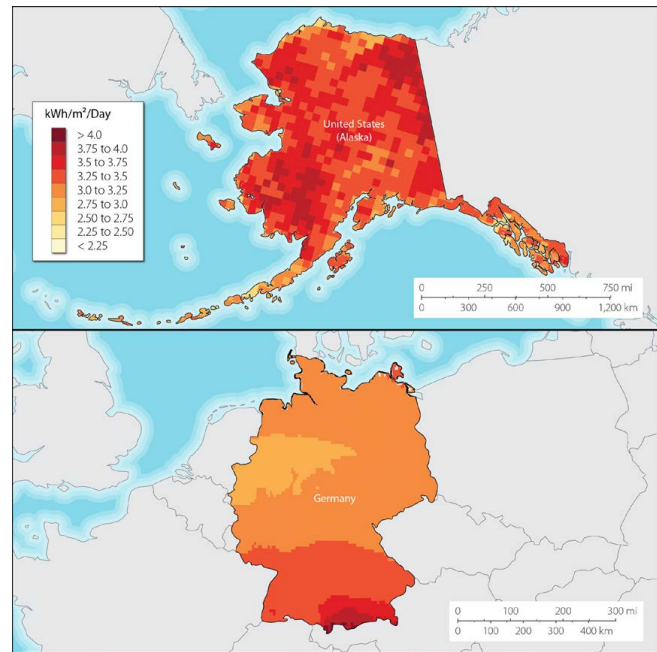 kWh/m²/Day
> 4.0
3.75 to 4.0
3.5 to 3.75
3.25 to 3.5
3.0 to 3.25
2.75 to 3.0
2.50 to 2.75
2.25 to 2.50
< 2.25
United States
(Alaska)
0 250 500 750 mi
0 300 600 900 1,200 km
Germany
0 100 200 300 mi
0 100 200 300 400 km